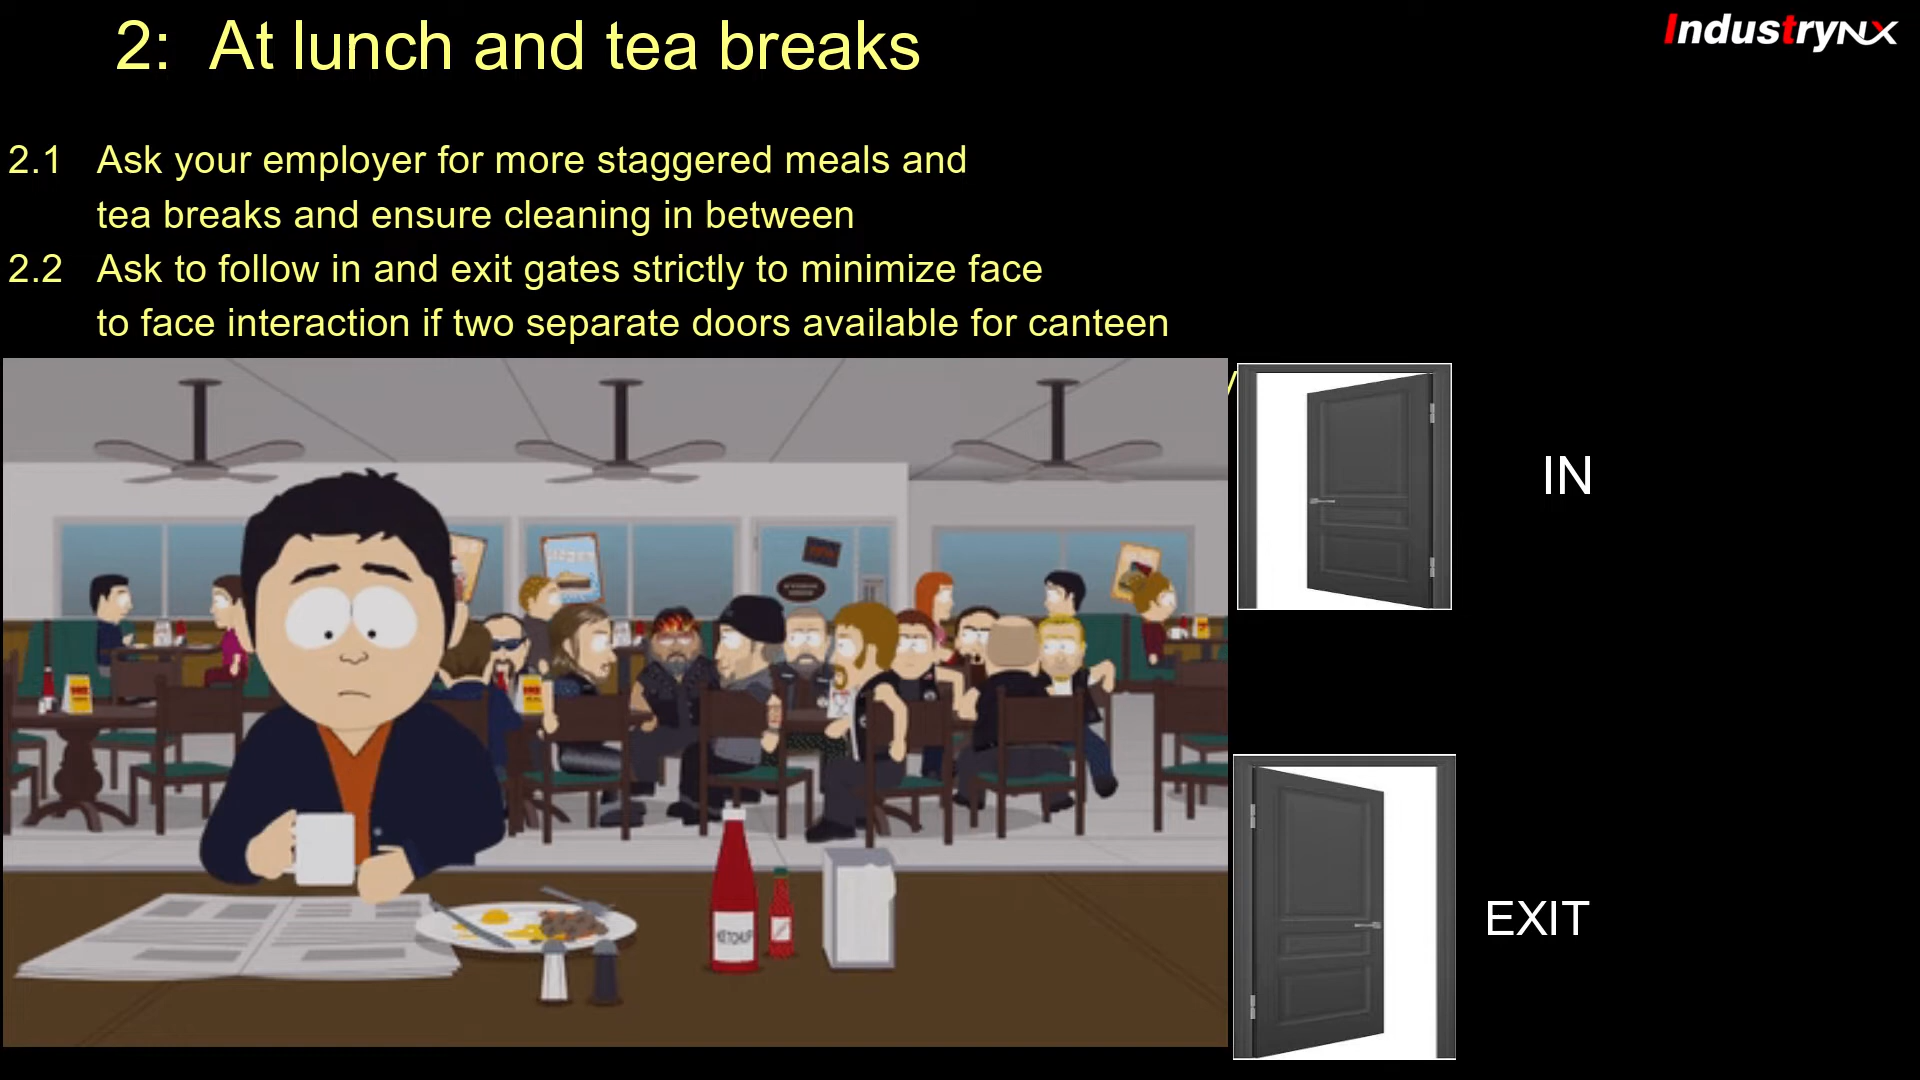 2: At lunch and tea breaks
IndustryNX
2.1 Ask your employer for more staggered meals and
tea breaks and ensure cleaning in between
2.2 Ask to follow in and exit gates strictly to minimize face
to face interaction if two separate doors available for canteen
IN
KETCHUP
EXIT